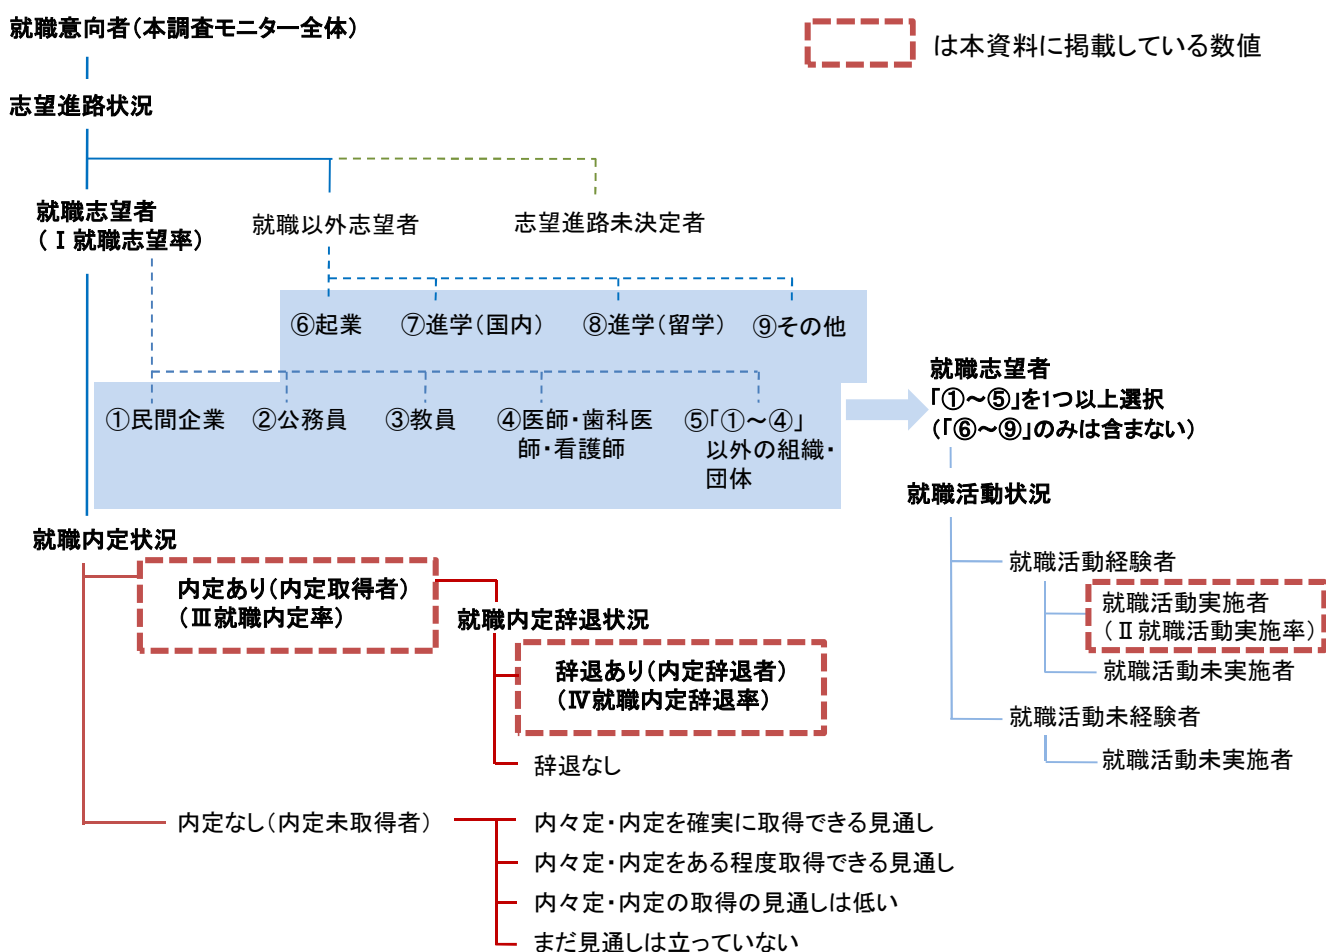 就職意向者（本調査モニター全体）
は本資料に掲載している数値
志望進路状況
就職志望者
（Ⅰ就職志望率）
就職以外志望者
志望進路未決定者
⑥起業
⑦進学（国内）
⑧進学（留学）
⑨その他
①民間企業
②公務員
③教員
④医師・歯科医
師・看護師
⑤「①～④」
以外の組織・
団体
就職志望者
「①～⑤」を1つ以上選択
（「⑥～⑨」のみは含まない）
就職活動状況
就職活動経験者
就職活動実施者
（Ⅱ就職活動実施率）
就職活動未実施者
就職活動未経験者
就職活動未実施者
就職内定状況
内定あり（内定取得者）
（Ⅲ就職内定率）
就職内定辞退状況
辞退あり（内定辞退者）
（Ⅳ就職内定辞退率）
辞退なし
内定なし（内定未取得者）
内々定・内定を確実に取得できる見通し
内々定・内定をある程度取得できる見通し
内々定・内定の取得の見通しは低い
まだ見通しは立っていない